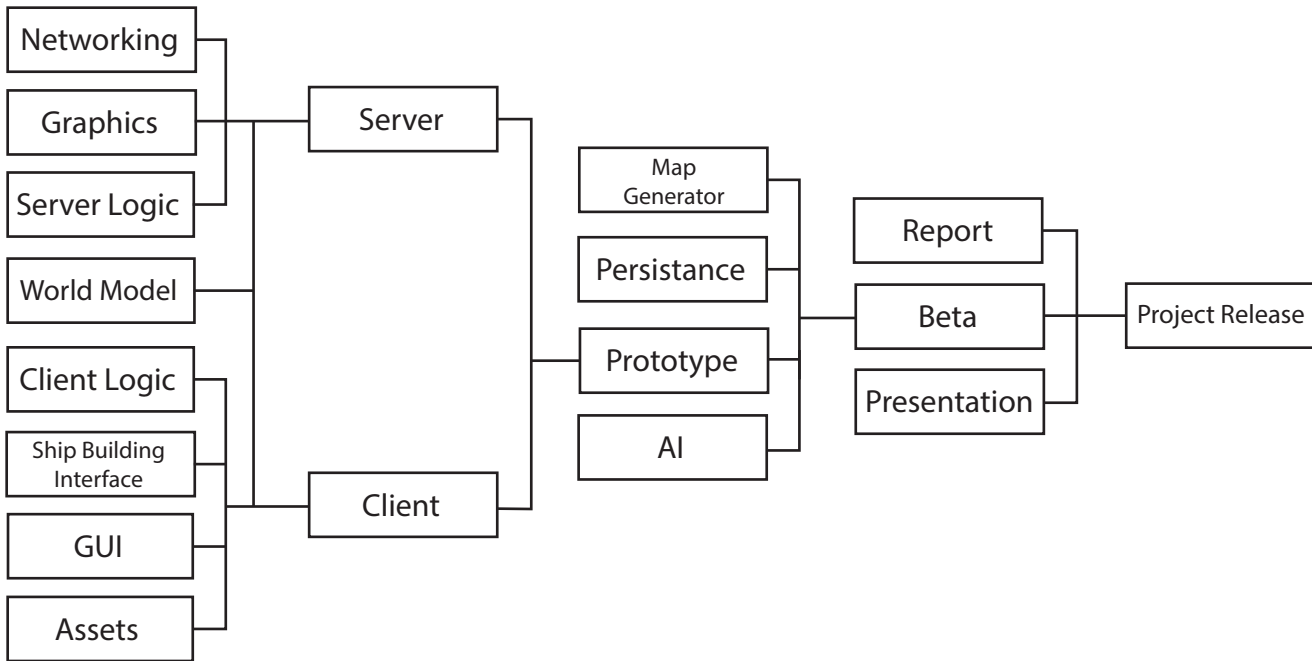 Networking
Graphics
Server Logic
World Model
Client Logic
Ship Building
Interface
GUI
Assets
Server
Client
Map
Generator
Persistance
Prototype
AI
Report
Beta
Presentation
Project Release